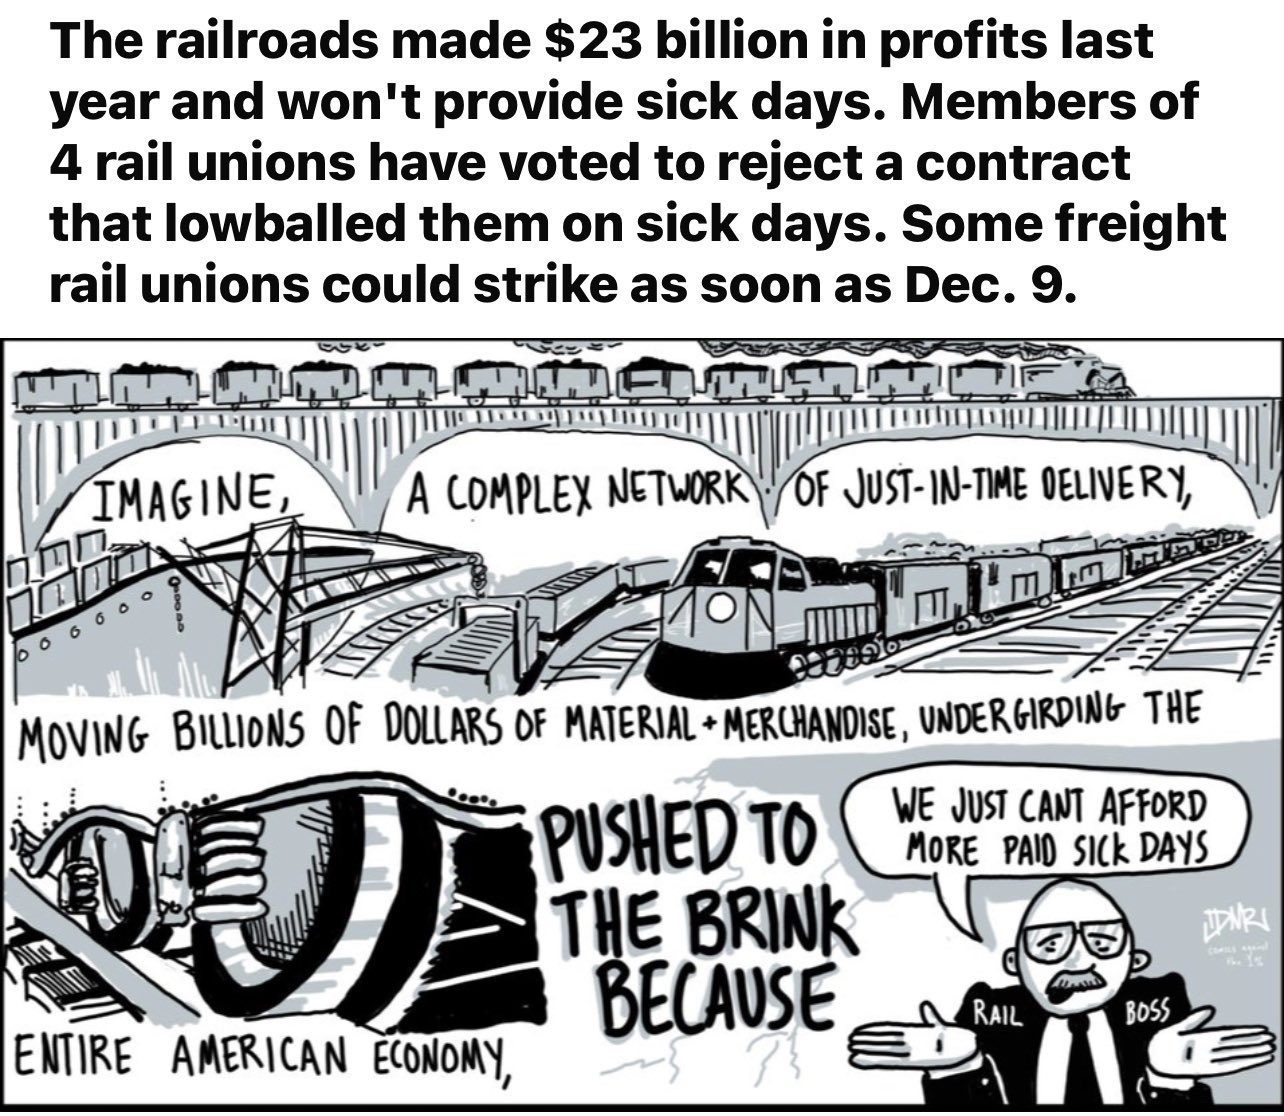 The railroads made $23 billion in profits last
year and won't provide sick days. Members of
4 rail unions have voted to reject a contract
that lowballed them on sick days. Some freight
rail unions could strike as soon as Dec. 9.
IMAGINE,
A COMPLEX NETWORK
OF JUST-IN-TIME DELIVERY,
MOVING BILLIONS OF DOLLARS OF MATERIAL + MERCHANDISE, UNDERGIRDING THE
ENTIRE AMERICAN ECONOMY,
PUSHED TO
THE BRINK
BECAUSE
WE JUST CANT AFFORD
MORE PAID SICK DAYS
RAIL BOSS
comics against
the 1%